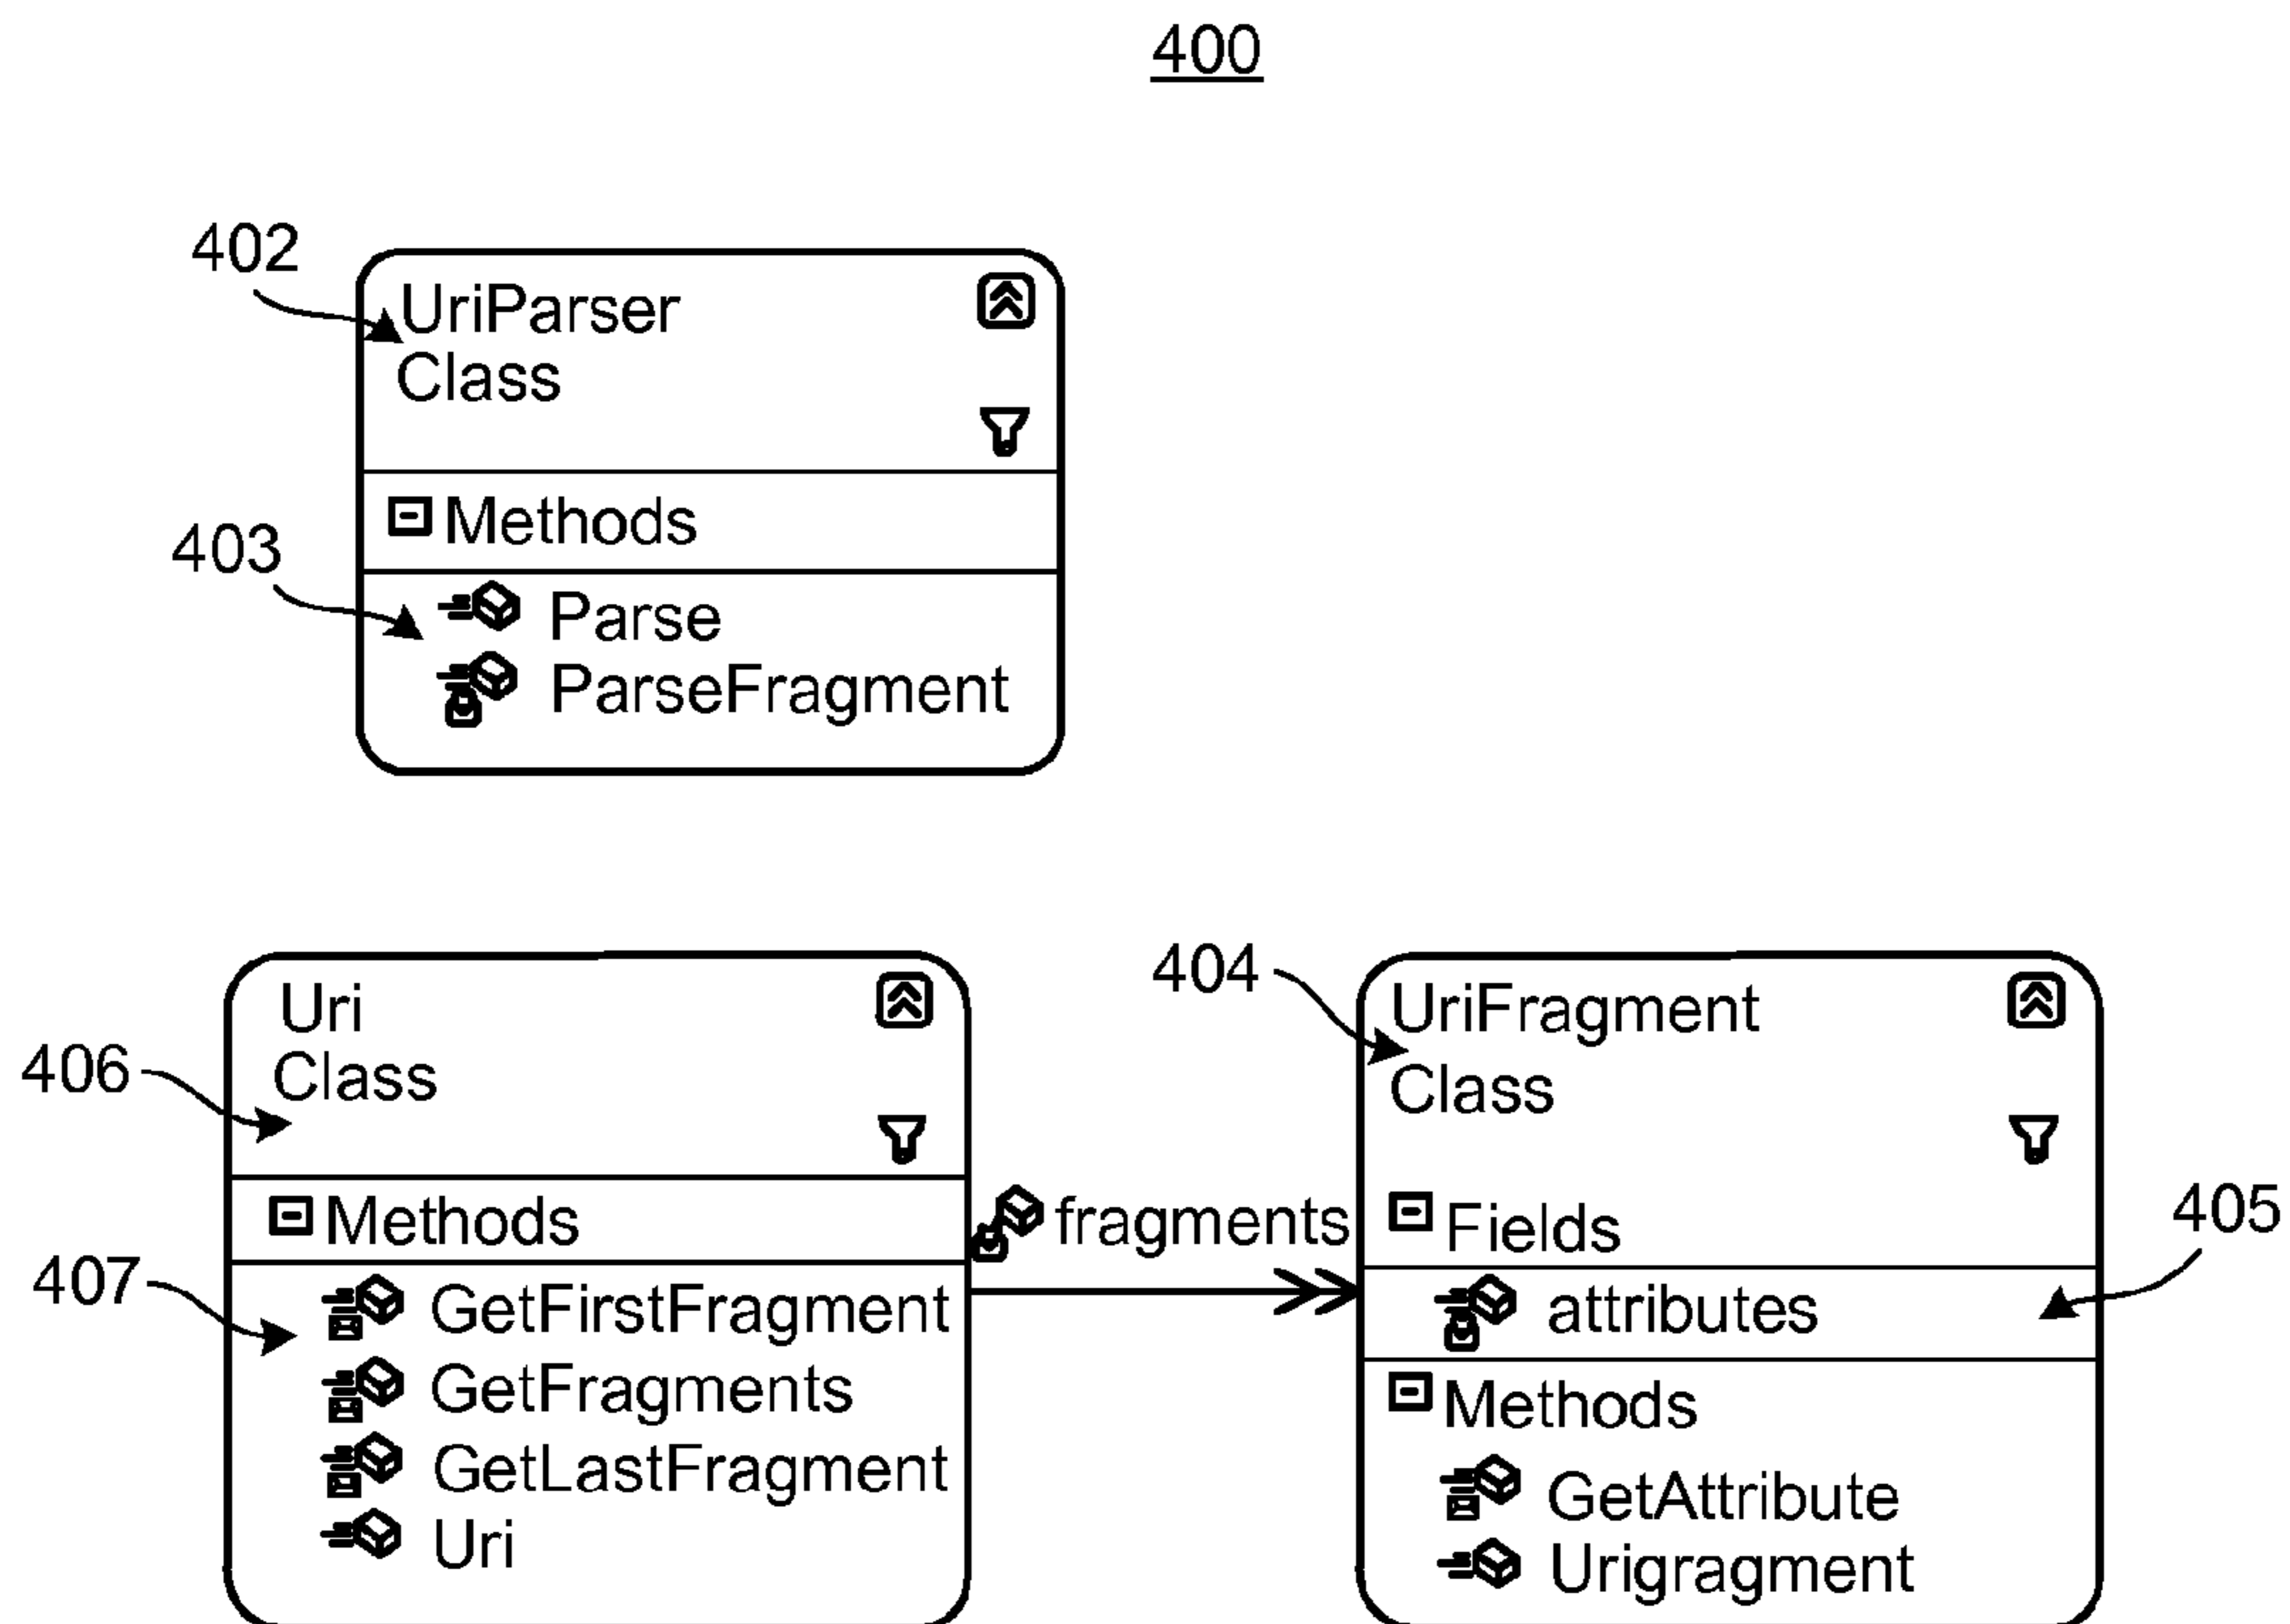 400
402
UriParser
Class
Methods
403
Parse
ParseFragment
406
Uri
Class
Methods
407
GetFirstFragment
GetFragments
GetLastFragment
Uri
fragments
404
UriFragment
Class
Fields
405
attributes
Methods
GetAttribute
Urigragment